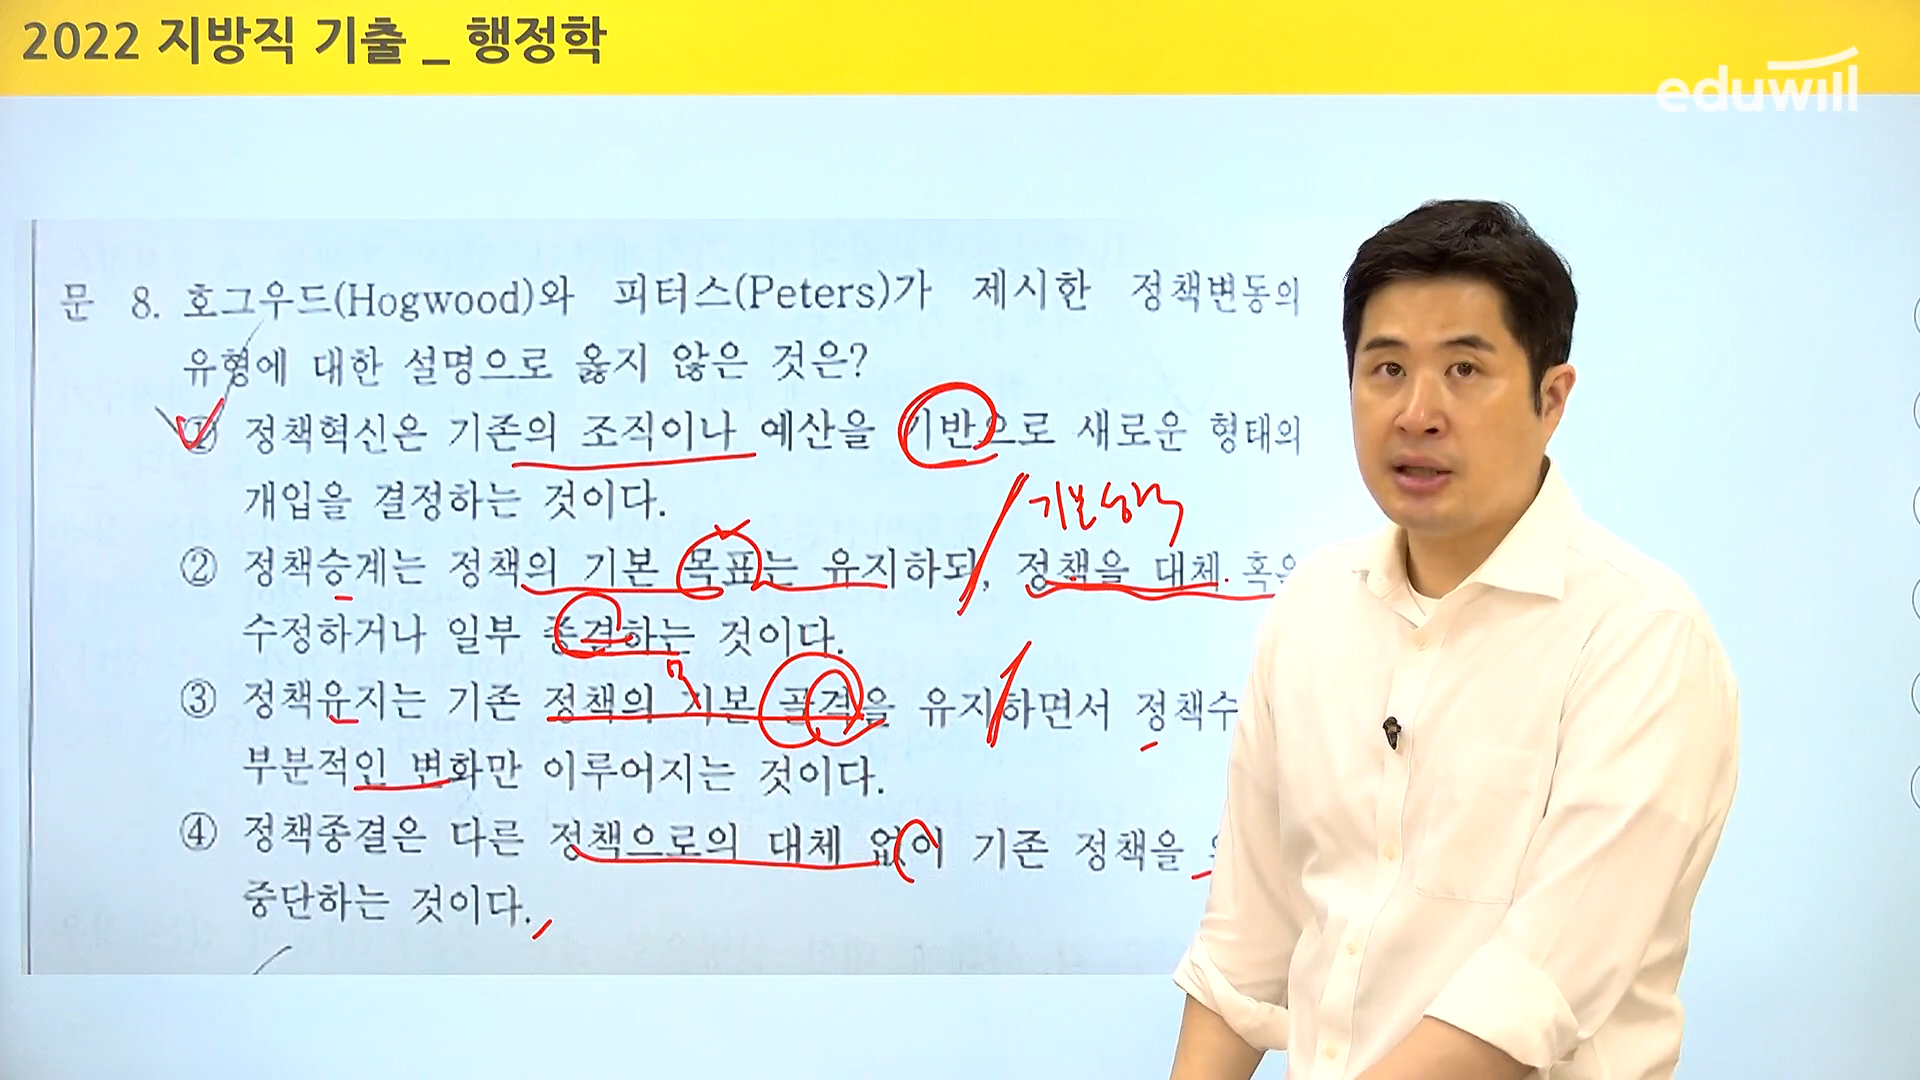 2022 지방직 기출 _ 행정학
eduwill
문 8. 호그우드(Hogwood)와 피터스(Peters)가 제시한 정책변동의
유형에 대한 설명으로 옳지 않은 것은?
① 정책혁신은 기존의 조직이나 예산을 기반으로 새로운 형태의
개입을 결정하는 것이다.
기본
② 정책승계는 정책의 기본 목표는 유지하되, 정책을 대체 혹은
수정하거나 일부 종결하는 것이다.
③ 정책유지는 기존 정책의 기본 골격을 유지하면서 정책수
부분적인 변화만 이루어지는 것이다.
④ 정책종결은 다른 정책으로의 대체 없이 기존 정책을
중단하는 것이다.